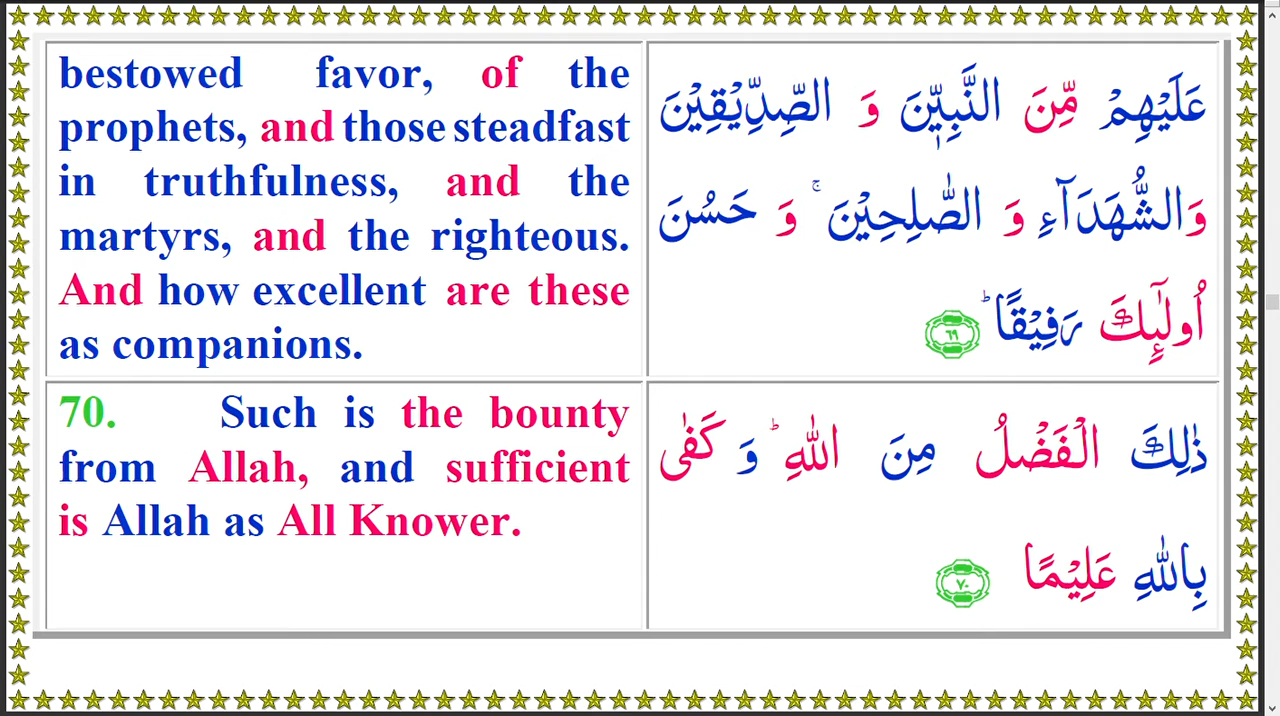 bestowed favor, of the
prophets, and those steadfast
in truthfulness, and the
martyrs, and the righteous.
And how excellent are these
as companions.
عَلَيْهِمْ مِّنَ النَّبِيّٖنَ وَ الصِّدِّيْقِيْنَ
وَالشُّهَدَآءِ وَ الصّٰلِحِيْنَ ۚ وَ حَسُنَ
اُولٰٓئِكَ رَفِيْقًا ؕ ٦٩
70. Such is the bounty
from Allah, and sufficient
is Allah as All Knower.
ذٰلِكَ الْفَضْلُ مِنَ اللّٰهِ ؕ وَ كَفٰى
بِاللّٰهِ عَلِيْمًا ٧٠